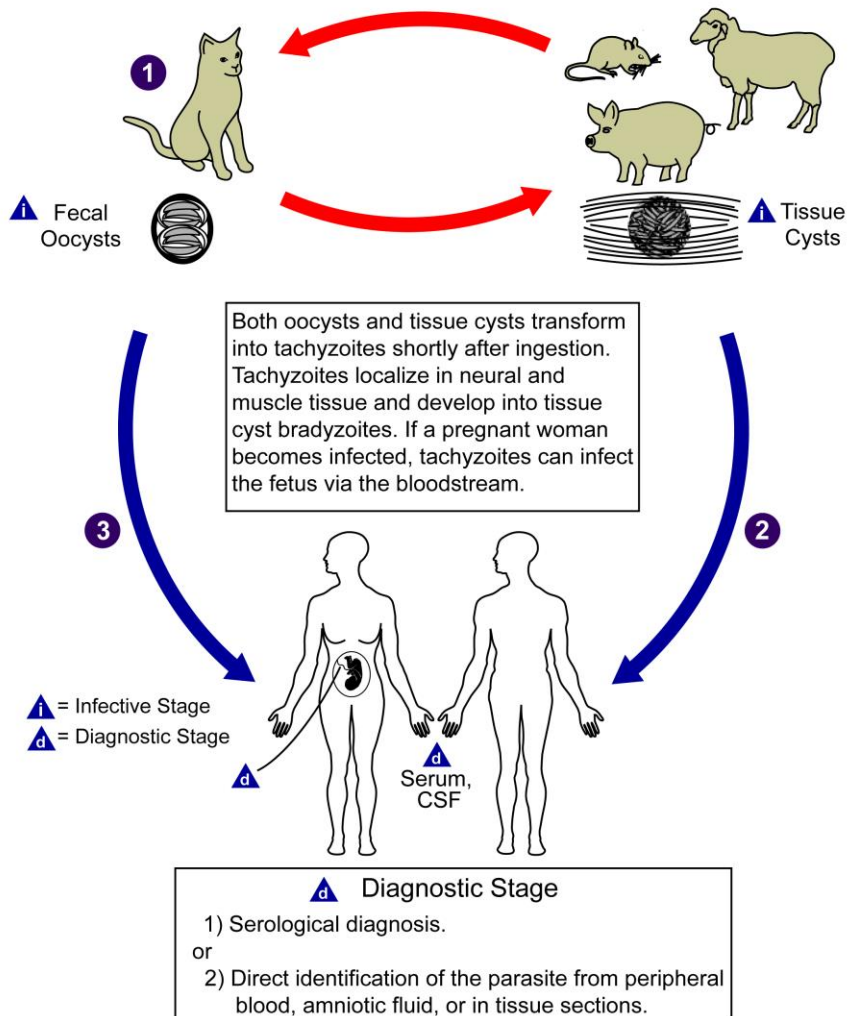 1
i Fecal
Oocysts
i Tissue
Cysts
Both oocysts and tissue cysts transform
into tachyzoites shortly after ingestion.
Tachyzoites localize in neural and
muscle tissue and develop into tissue
cyst bradyzoites. If a pregnant woman
becomes infected, tachyzoites can infect
the fetus via the bloodstream.
3
2
i = Infective Stage
d = Diagnostic Stage
d
d
Serum,
CSF
d Diagnostic Stage
1) Serological diagnosis.
or
2) Direct identification of the parasite from peripheral
blood, amniotic fluid, or in tissue sections.